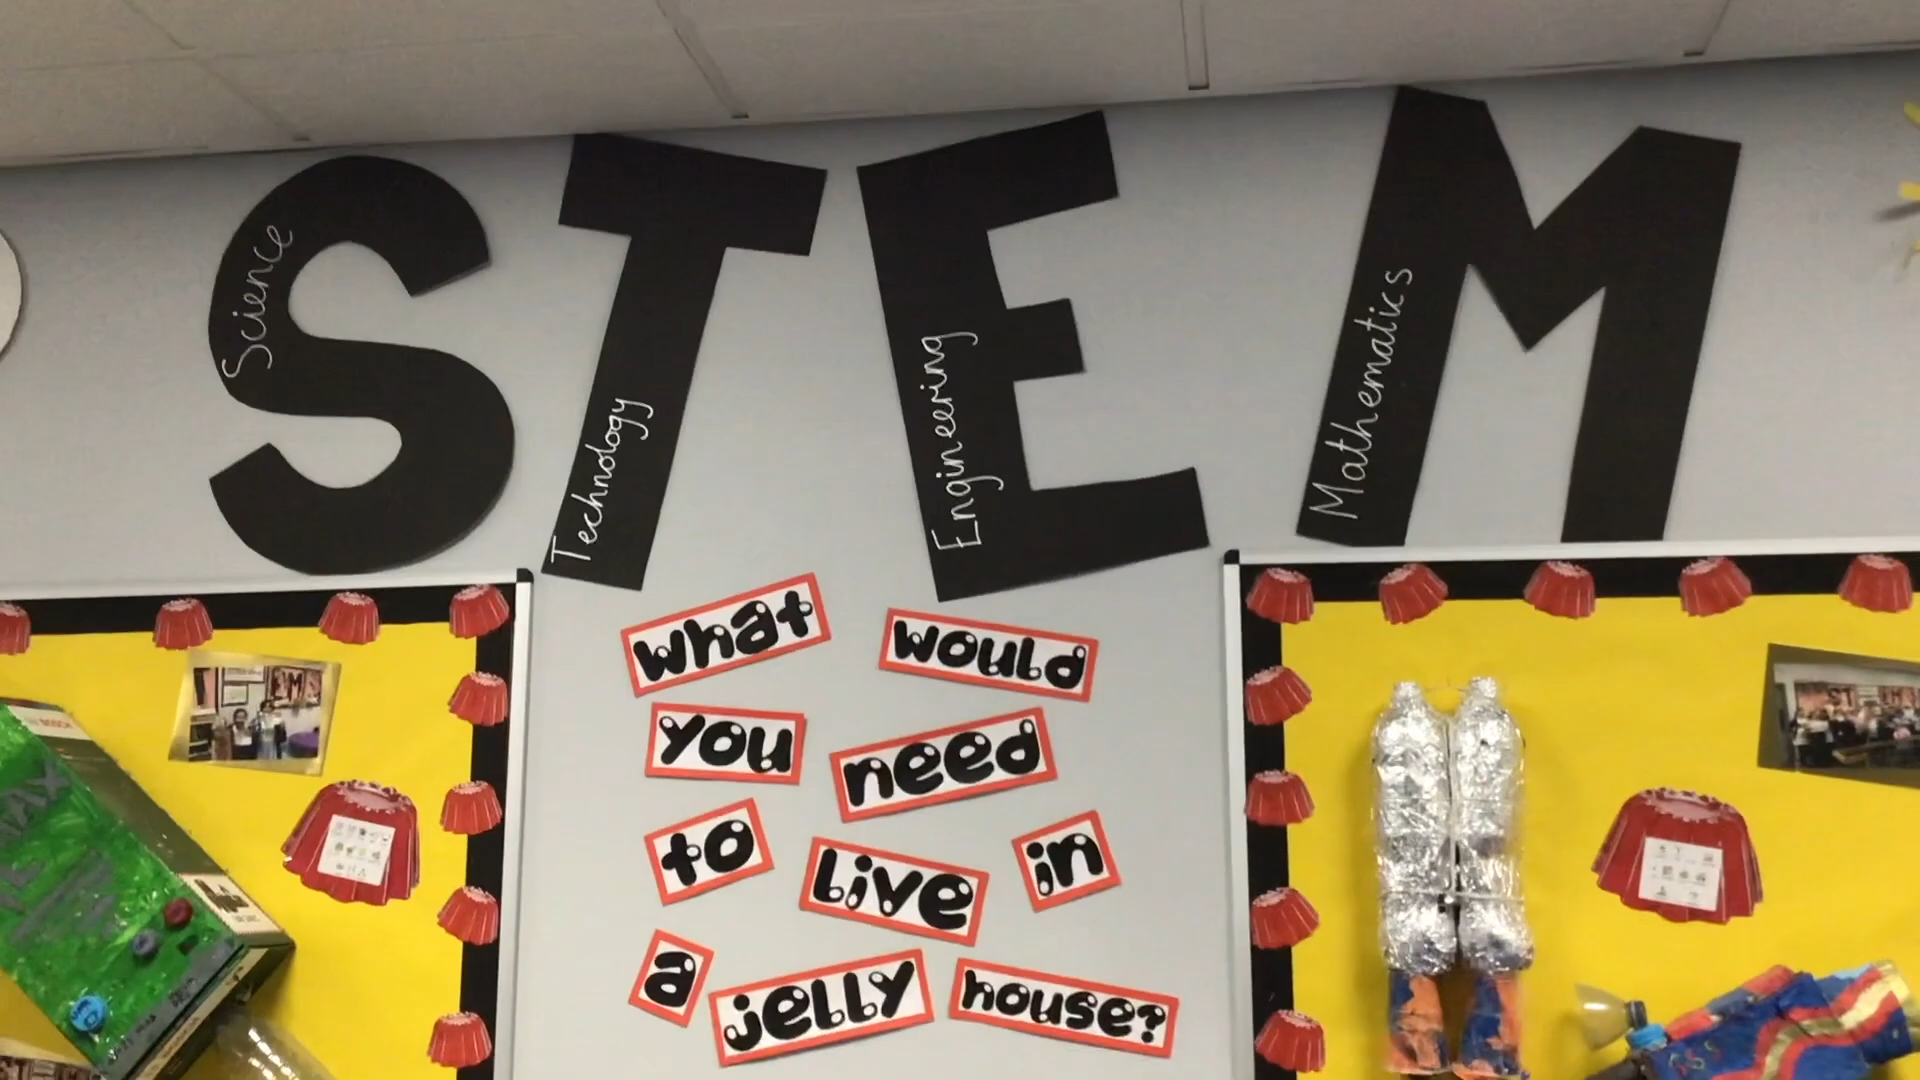 STEM
Science
Technology
Engineering
Mathematics
what would
you need
to live in
a jelly house?